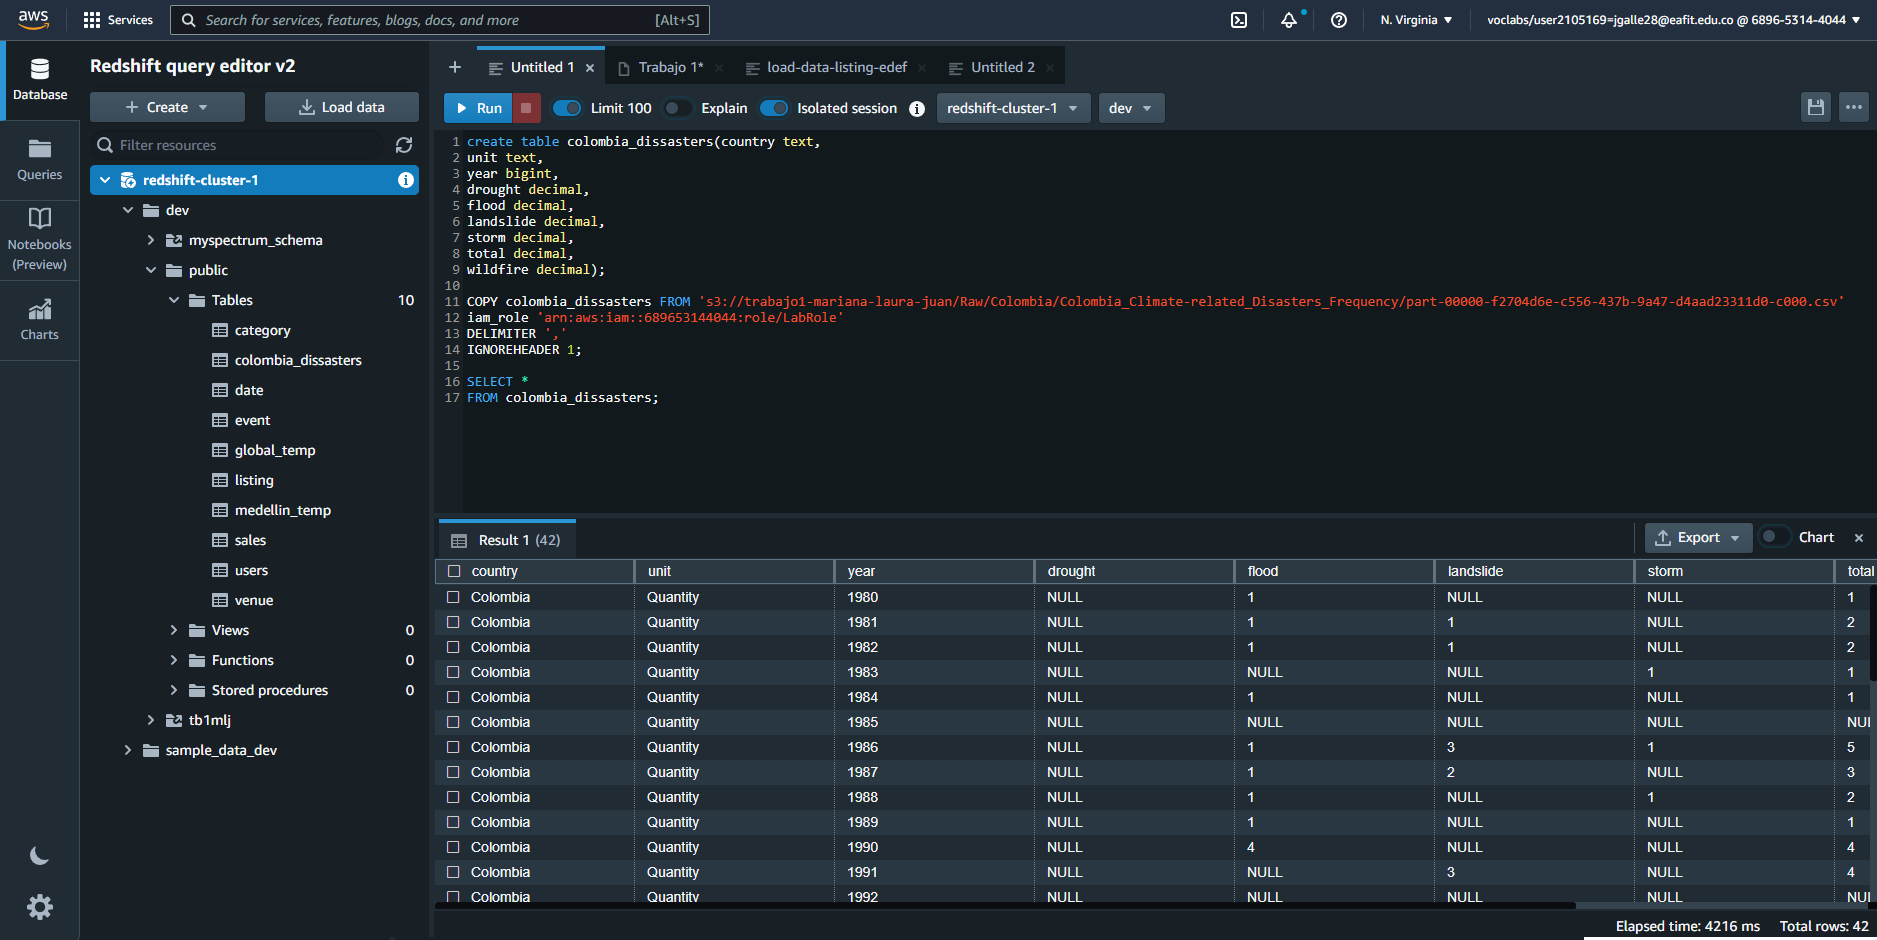 aws
Services
Search for services, features, blogs, docs, and more
[Alt+S]
N. Virginia
voclabs/user2105169=jgalle28@eafit.edu.co @ 6896-5314-4044
Database
Queries
Notebooks
(Preview)
Charts
Redshift query editor v2
Create
Load data
Filter resources
redshift-cluster-1
dev
myspectrum_schema
public
Tables 10
category
colombia_dissasters
date
event
global_temp
listing
medellin_temp
sales
users
venue
Views 0
Functions 0
Stored procedures 0
tb1mlj
sample_data_dev
Untitled 1
Trabajo 1*
load-data-listing-edef
Untitled 2
Run
Limit 100
Explain
Isolated session
redshift-cluster-1
dev
1 create table colombia_dissasters(country text,
2 unit text,
3 year bigint,
4 drought decimal,
5 flood decimal,
6 landslide decimal,
7 storm decimal,
8 total decimal,
9 wildfire decimal);
10
11 COPY colombia_dissasters FROM 's3://trabajo1-mariana-laura-juan/Raw/Colombia/Colombia_Climate-related_Disasters_Frequency/part-00000-f2704d6e-c556-437b-9a47-d4aad23311d0-c000.csv'
12 iam_role 'arn:aws:iam::689653144044:role/LabRole'
13 DELIMITER ','
14 IGNOREHEADER 1;
15
16 SELECT *
17 FROM colombia_dissasters;
Result 1 (42)
Export
Chart
country unit year drought flood landslide storm total
Colombia Quantity 1980 NULL 1 NULL NULL 1
Colombia Quantity 1981 NULL 1 1 NULL 2
Colombia Quantity 1982 NULL 1 1 NULL 2
Colombia Quantity 1983 NULL NULL NULL 1 1
Colombia Quantity 1984 NULL 1 NULL NULL 1
Colombia Quantity 1985 NULL NULL NULL NULL NUI
Colombia Quantity 1986 NULL 1 3 1 5
Colombia Quantity 1987 NULL 1 2 NULL 3
Colombia Quantity 1988 NULL 1 NULL 1 2
Colombia Quantity 1989 NULL 1 NULL NULL 1
Colombia Quantity 1990 NULL 4 NULL NULL 4
Colombia Quantity 1991 NULL NULL 3 NULL 4
Colombia Quantity 1992 NULL NULL NULL NULL NUI
Elapsed time: 4216 ms Total rows: 42